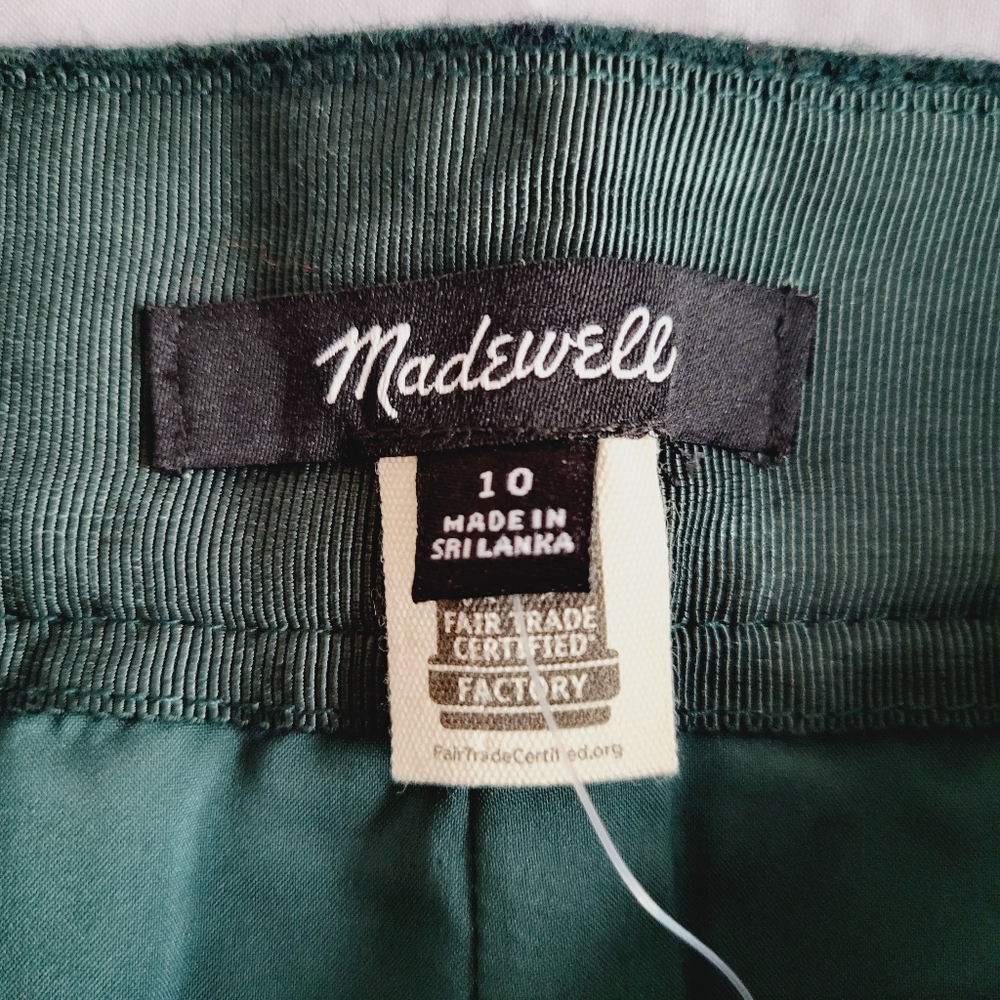 Madewell
10
MADE IN
SRI LANKA
FAIR TRADE
CERTIFIED
FACTORY
FairTradeCertified.org